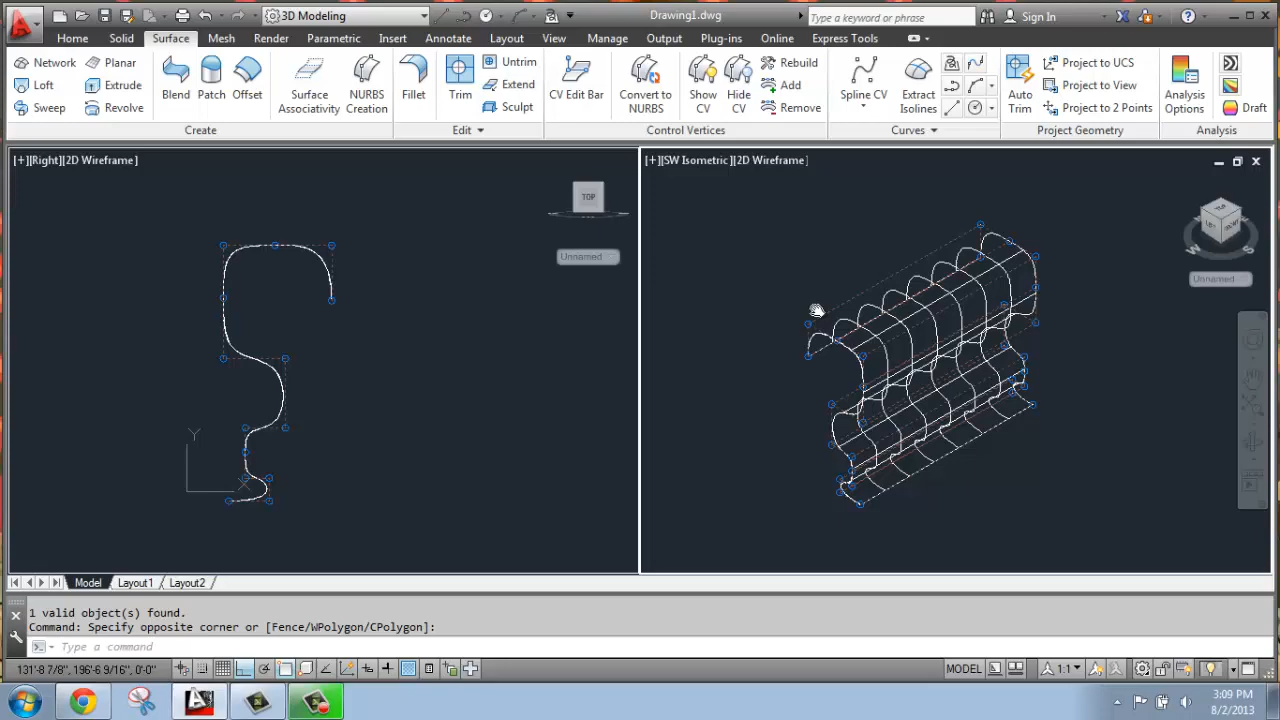 3D Modeling
Drawing1.dwg
Type a keyword or phrase
Sign In
Home Solid Surface Mesh Render Parametric Insert Annotate Layout View Manage Output Plug-ins Online Express Tools
Network Planar
Loft Extrude
Sweep Revolve
Blend Patch Offset
Surface Associativity
NURBS Creation
Create
Fillet
Trim
Untrim
Extend
Sculpt
Edit
CV Edit Bar
Convert to NURBS
Show CV
Hide CV
Rebuild
Add
Remove
Control Vertices
Spline CV
Extract Isolines
Curves
Auto Trim
Project to UCS
Project to View
Project to 2 Points
Project Geometry
Analysis Options
Draft
Analysis
[+][Right][2D Wireframe]
TOP
Unnamed
Y
X
[+][SW Isometric][2D Wireframe]
TOP
LEFT
FRONT
W
S
Unnamed
Model Layout1 Layout2
1 valid object(s) found.
Command: Specify opposite corner or [Fence/WPolygon/CPolygon]:
Type a command
131'-8 7/8", 196'-6 9/16", 0'-0"
MODEL
1:1
3:09 PM
8/2/2013